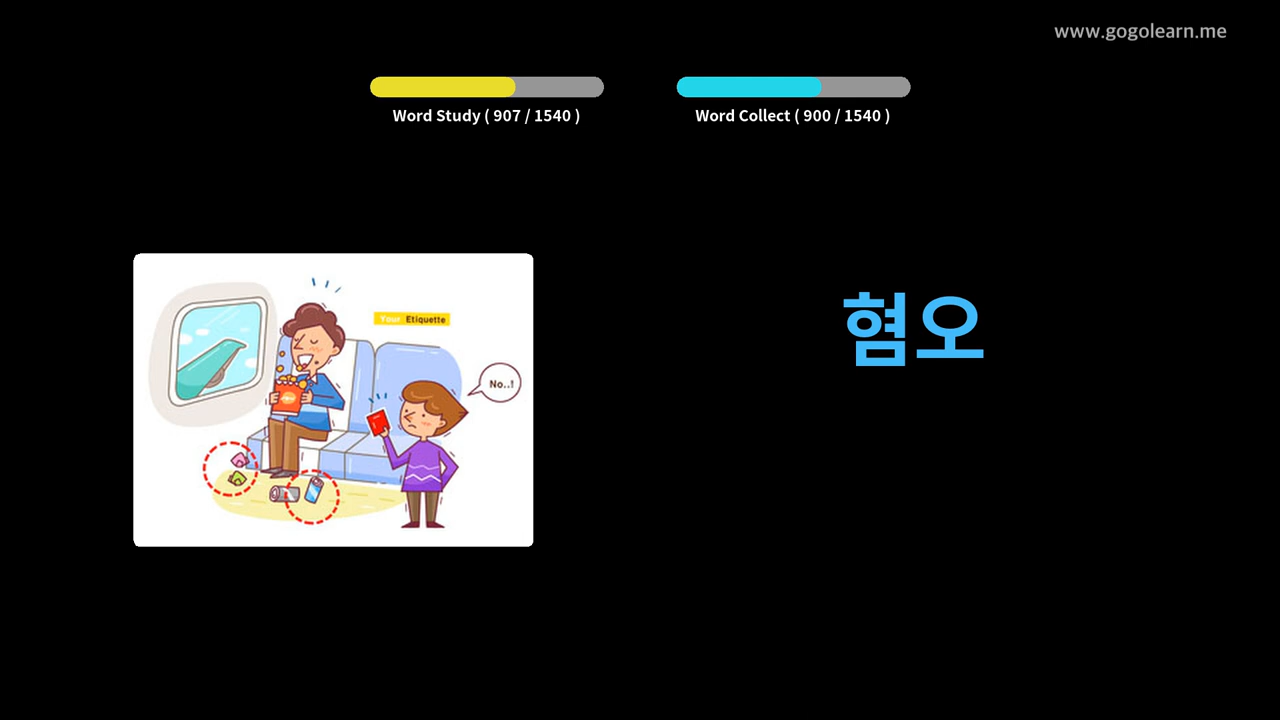 www.gogolearn.me
Word Study ( 907 / 1540 )
Word Collect ( 900 / 1540 )
혐오
Your Etiquette
No..!